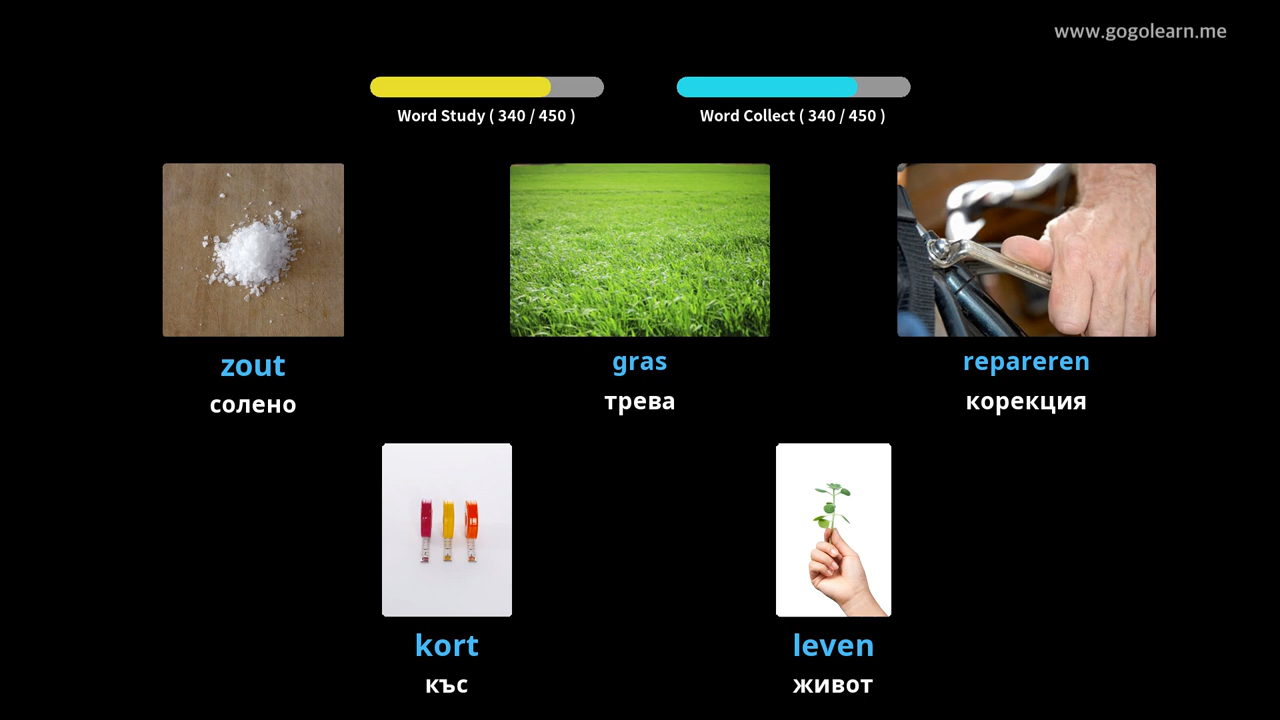 www.gogolearn.me
Word Study ( 340 / 450 )
Word Collect ( 340 / 450 )
zout
солено
gras
трева
repareren
корекция
kort
къс
leven
живот